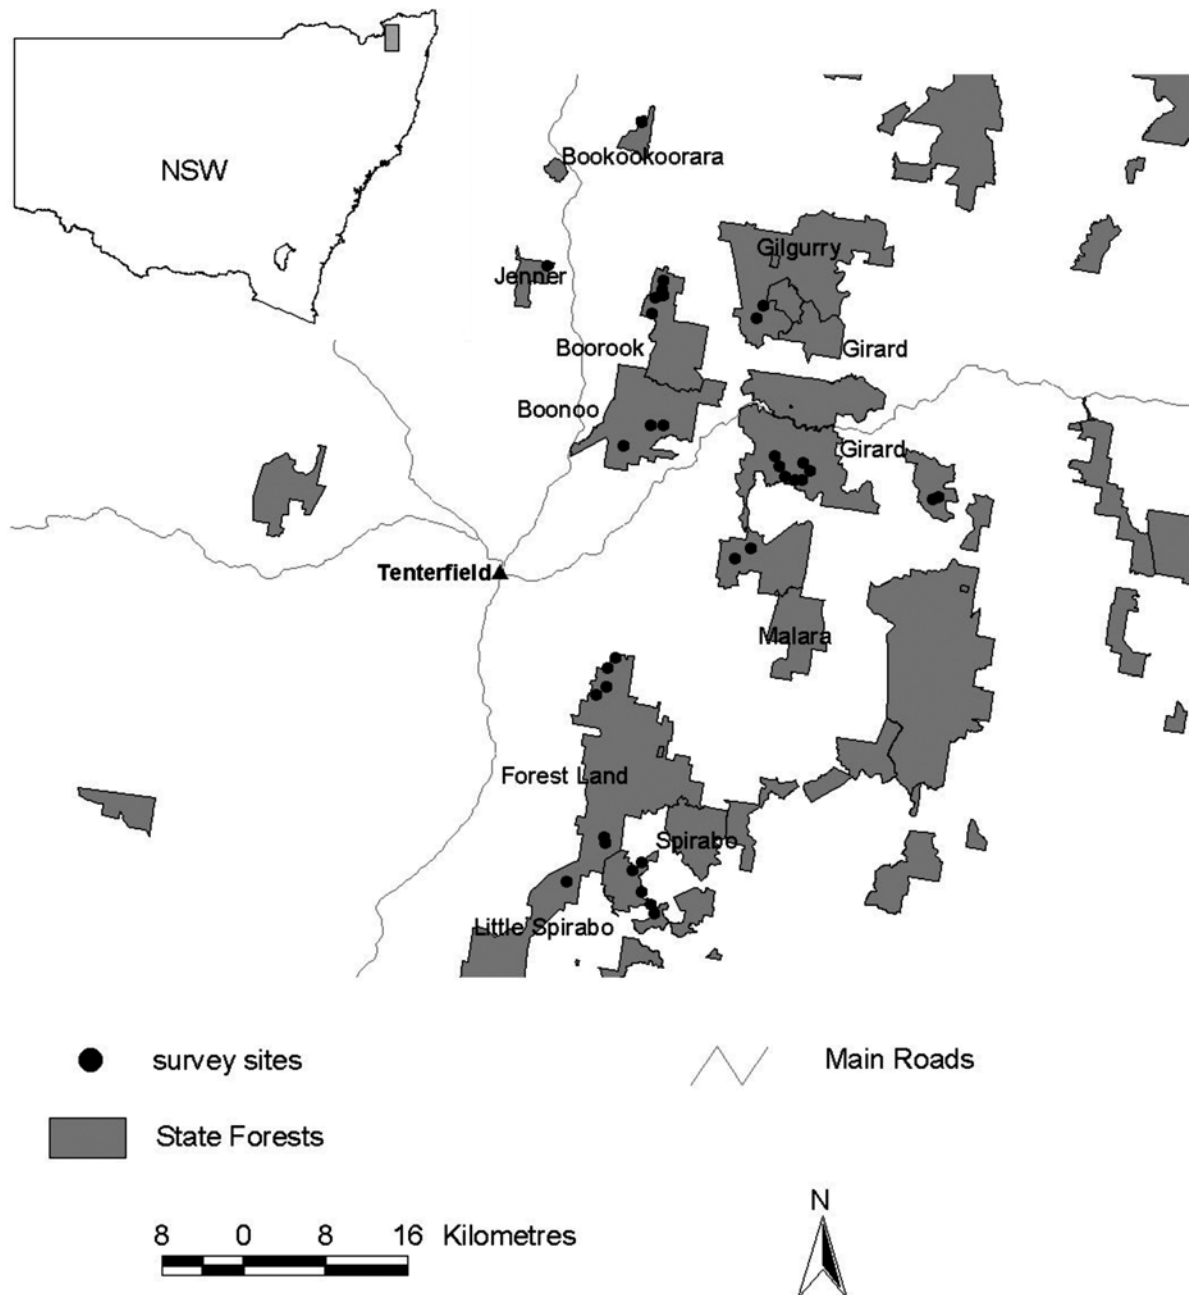 NSW
Bookookoorara
Gilgurry
Jenner
Boorook
Girard
Boonoo
Girard
Tenterfield
Malara
Forest Land
Spirabo
Little Spirabo
survey sites
Main Roads
State Forests
N
8 0 8 16 Kilometres